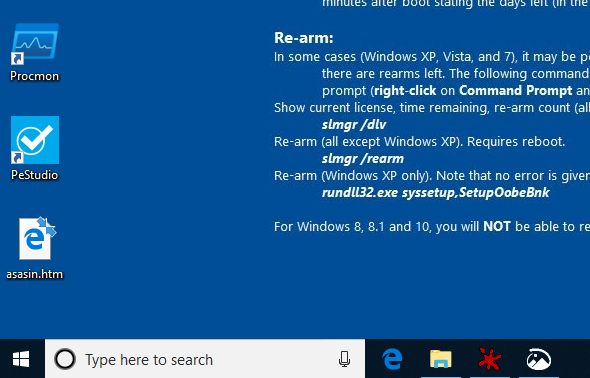 minutes after boot stating the days left (in the
Re-arm:
In some cases (Windows XP, Vista, and 7), it may be
there are rearms left. The following command
prompt (right-click on Command Prompt an
Show current license, time remaining, re-arm count (all
slmgr /dlv
Re-arm (all except Windows XP). Requires reboot.
slmgr /rearm
Re-arm (Windows XP only). Note that no error is given
rundll32.exe syssetup,SetupOobeBnk
For Windows 8, 8.1 and 10, you will NOT be able to re
Procmon
PeStudio
asasin.htm
Type here to search